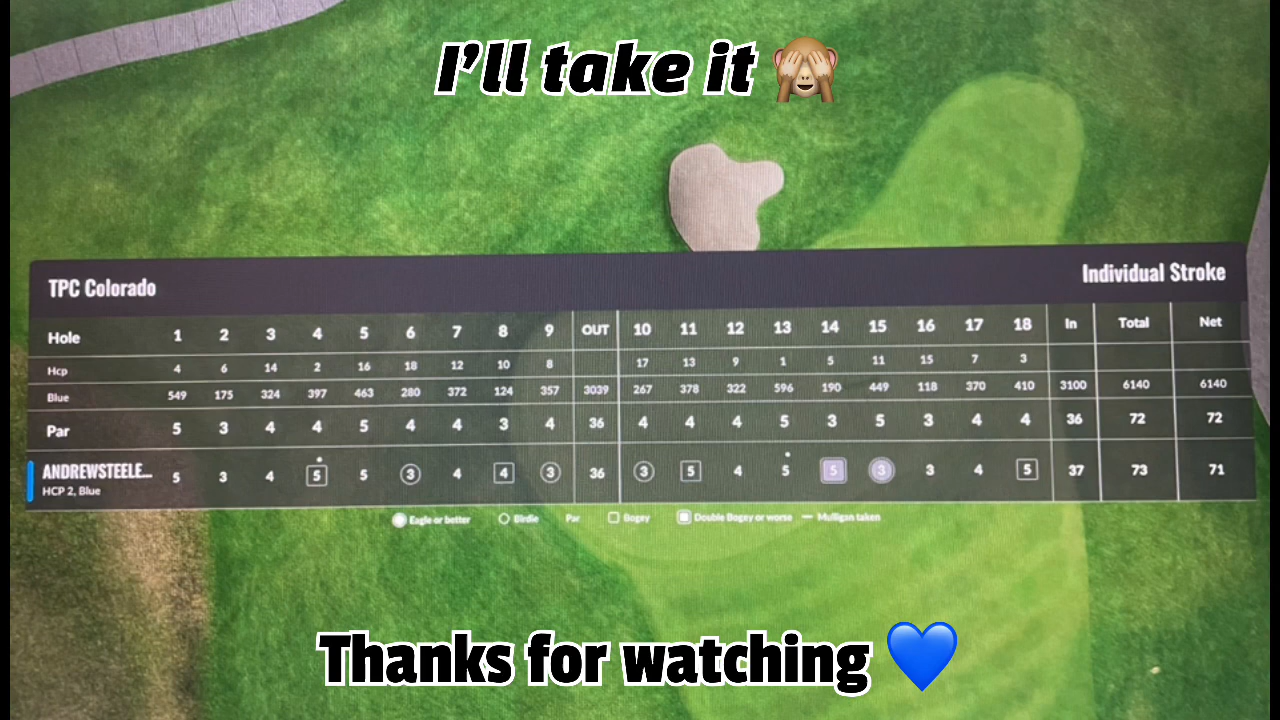 I'll take it 🙈
TPC Colorado Individual Stroke
Hole 1 2 3 4 5 6 7 8 9 OUT 10 11 12 13 14 15 16 17 18 In Total Net
Hcp 4 6 14 2 16 18 12 10 8 17 13 9 1 5 11 15 7 3
Blue 549 175 324 397 463 280 372 124 357 3039 267 378 322 596 190 449 118 370 410 3100 6140 6140
Par 5 3 4 4 5 4 4 3 4 36 4 4 4 5 3 5 3 4 4 36 72 72
ANDREWSTEELE... 5 3 4 5 5 3 4 4 3 36 3 5 4 5 5 3 3 4 5 37 73 71
HCP 2, Blue
Eagle or better Birdie Par Bogey Double Bogey or worse Mulligan taken
Thanks for watching 💙